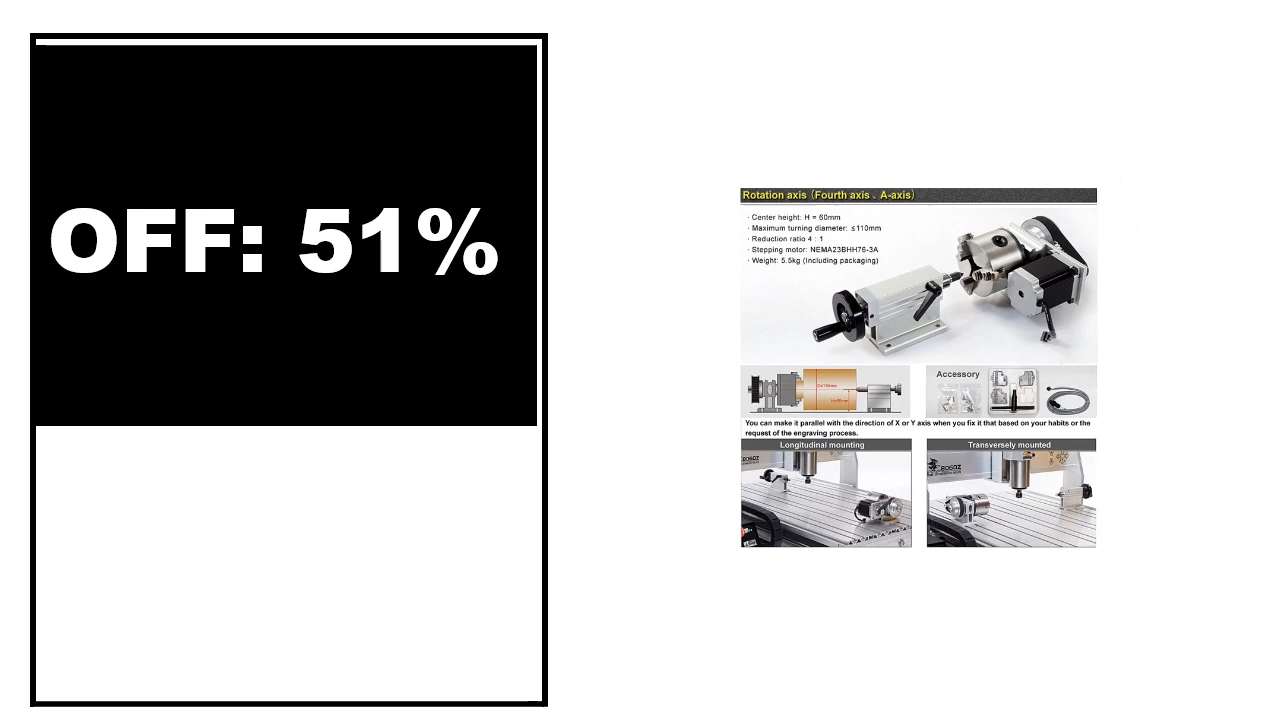 OFF: 51%
Rotation axis (Fourth axis 、A-axis)
· Center height: H = 60mm
· Maximum turning diameter: ≤110mm
· Reduction ratio 4 : 1
· Stepping motor: NEMA23BHH76-3A
· Weight: 5.5kg (Including packaging)
Accessory
You can make it parallel with the direction of X or Y axis when you fix it that based on your habits or the
request of the engraving process.
Longitudinal mounting
Transversely mounted